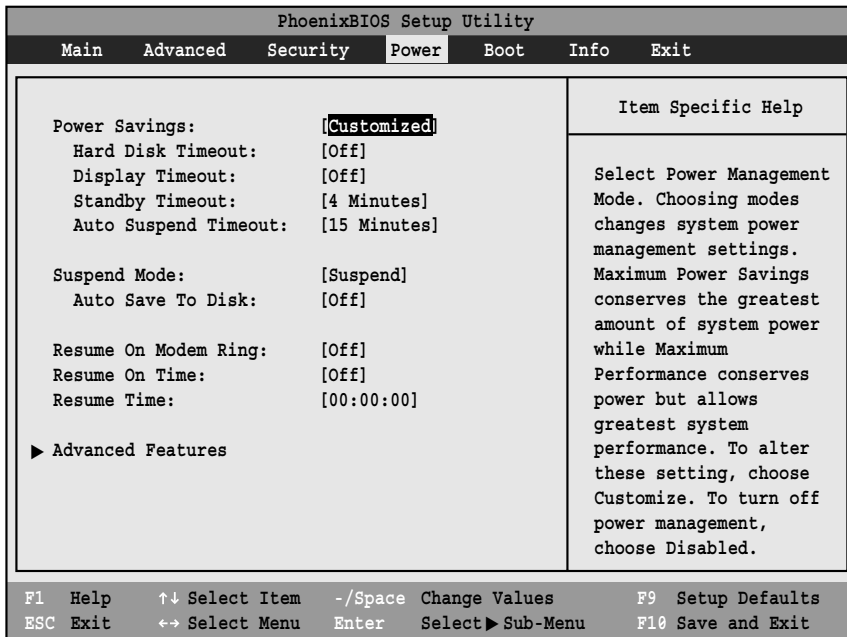 PhoenixBIOS Setup Utility
Main Advanced Security Power Boot Info Exit
Power Savings: [Customized]
Hard Disk Timeout: [Off]
Display Timeout: [Off]
Standby Timeout: [4 Minutes]
Auto Suspend Timeout: [15 Minutes]
Suspend Mode: [Suspend]
Auto Save To Disk: [Off]
Resume On Modem Ring: [Off]
Resume On Time: [Off]
Resume Time: [00:00:00]
▶ Advanced Features
Item Specific Help
Select Power Management
Mode. Choosing modes
changes system power
management settings.
Maximum Power Savings
conserves the greatest
amount of system power
while Maximum
Performance conserves
power but allows
greatest system
performance. To alter
these setting, choose
Customize. To turn off
power management,
choose Disabled.
F1 Help ↑↓ Select Item -/Space Change Values F9 Setup Defaults
ESC Exit ←→ Select Menu Enter Select ▶ Sub-Menu F10 Save and Exit